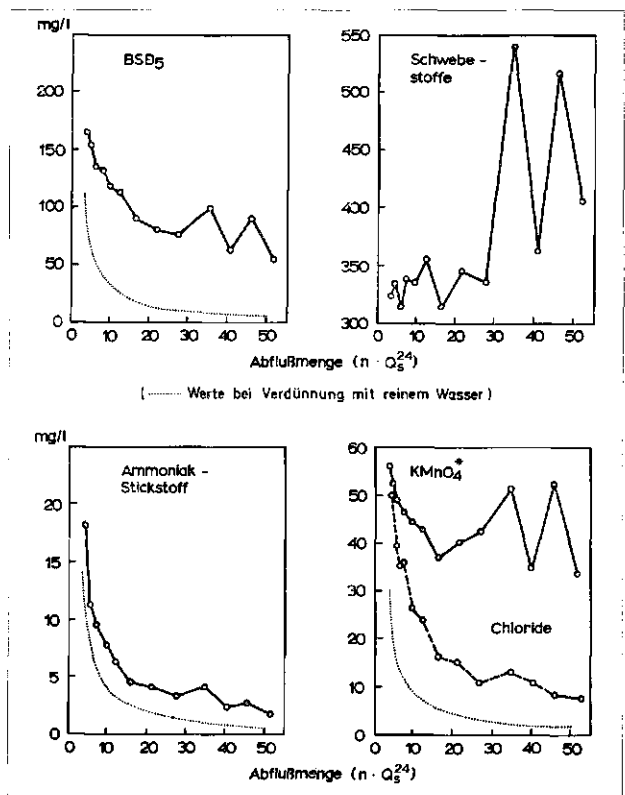 mg/l
BSB5
200
150
100
50
0
0 10 20 30 40 50
Schwebe -
stoffe
550
500
450
400
350
300
0 10 20 30 40 50
Abflußmenge (n · Qs24)
(........ Werte bei Verdünnung mit reinem Wasser)
mg/l
Ammoniak -
Stickstoff
20
15
10
5
0
0 10 20 30 40 50
KMnO4*
Chloride
60
50
40
30
20
10
0
0 10 20 30 40 50
Abflußmenge (n · Qs24)